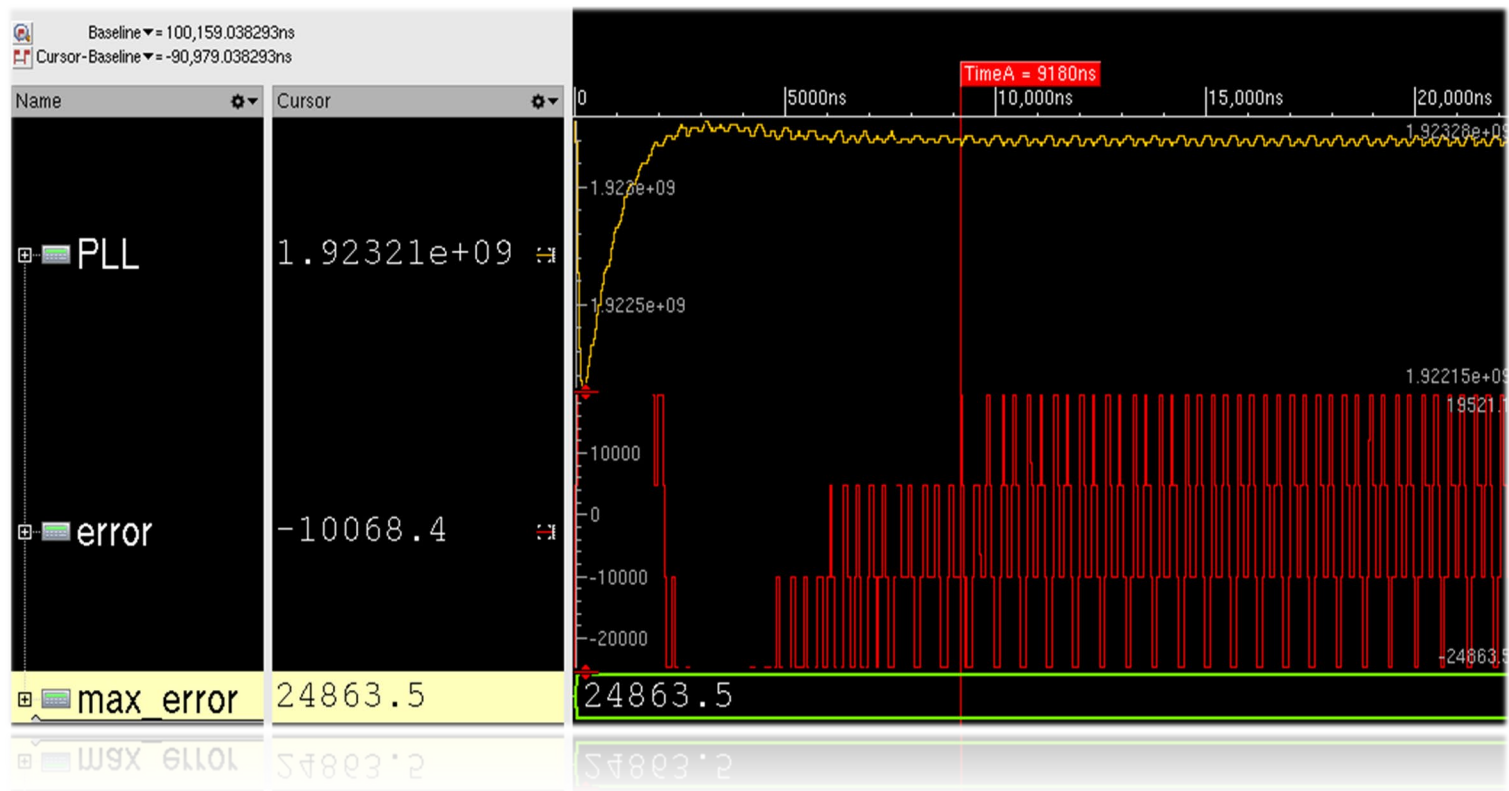 Baseline▼= 100,159.038293ns
Cursor-Baseline▼= -90,979.038293ns
TimeA = 9180ns
Name
Cursor
0
5000ns
10,000ns
15,000ns
20,000ns
1.92328e+09
1.923e+09
PLL
1.92321e+09
1.9225e+09
1.92215e+09
19521.1
10000
error
-10068.4
0
-10000
-20000
-24863.5
max_error
24863.5
24863.5